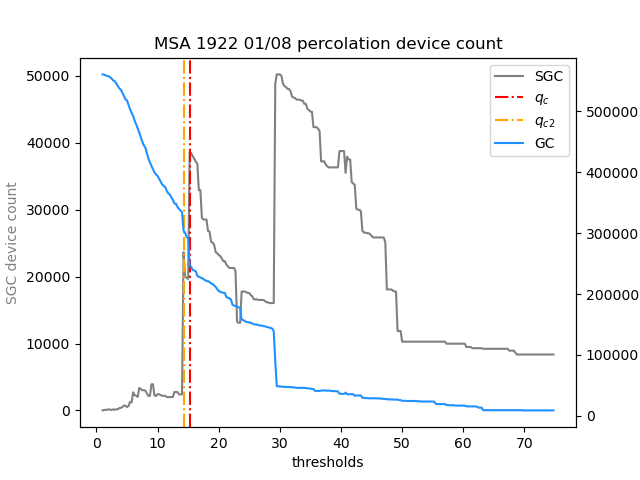 MSA 1922 01/08 percolation device count
SGC
q_c
q_c2
GC
SGC device count
50000
40000
30000
20000
10000
0
500000
400000
300000
200000
100000
0
0 10 20 30 40 50 60 70
thresholds